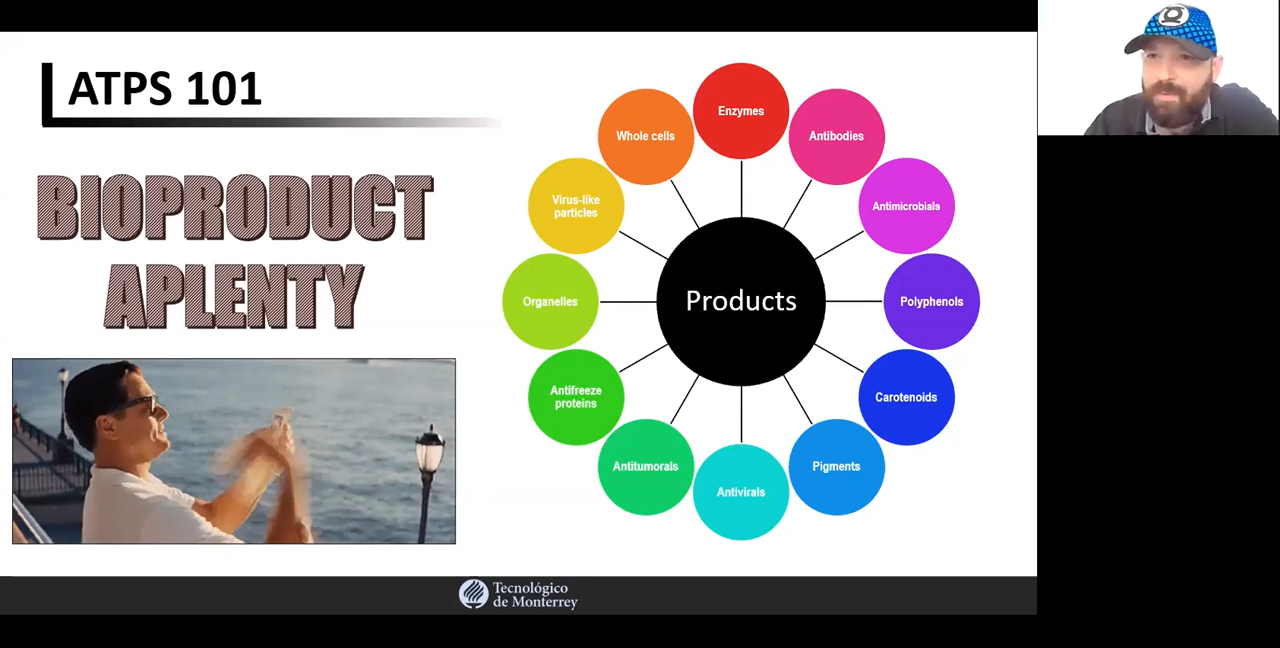 ATPS 101
BIOPRODUCT
APLENTY
Enzymes
Antibodies
Antimicrobials
Polyphenols
Carotenoids
Pigments
Antivirals
Antitumorals
Antifreeze
proteins
Organelles
Virus-like
particles
Whole cells
Products
Tecnológico
de Monterrey